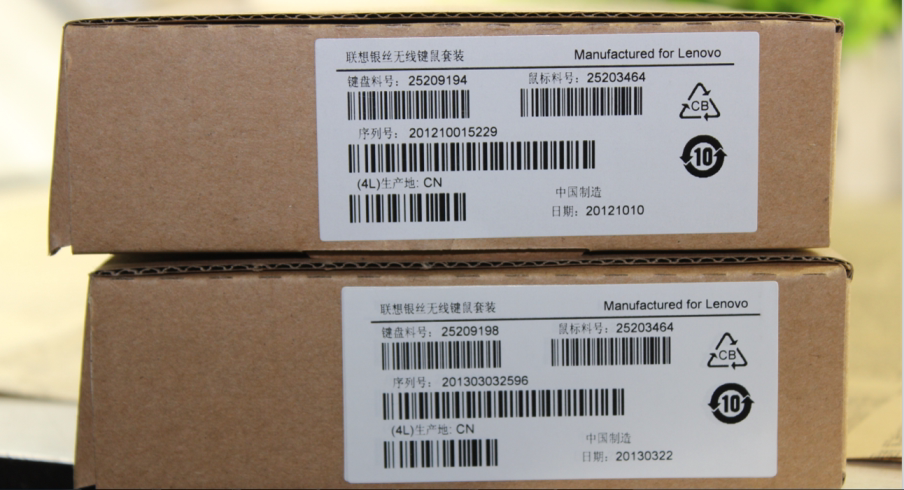 联想银丝无线键鼠套装 Manufactured for Lenovo
键盘料号: 25209194 鼠标料号: 25203464
CB
序列号: 201210015229
10
(4L)生产地: CN
中国制造
日期: 20121010
联想银丝无线键鼠套装 Manufactured for Lenovo
键盘料号: 25209198 鼠标料号: 25203464
CB
序列号: 201303032596
10
(4L)生产地: CN
中国制造
日期: 20130322